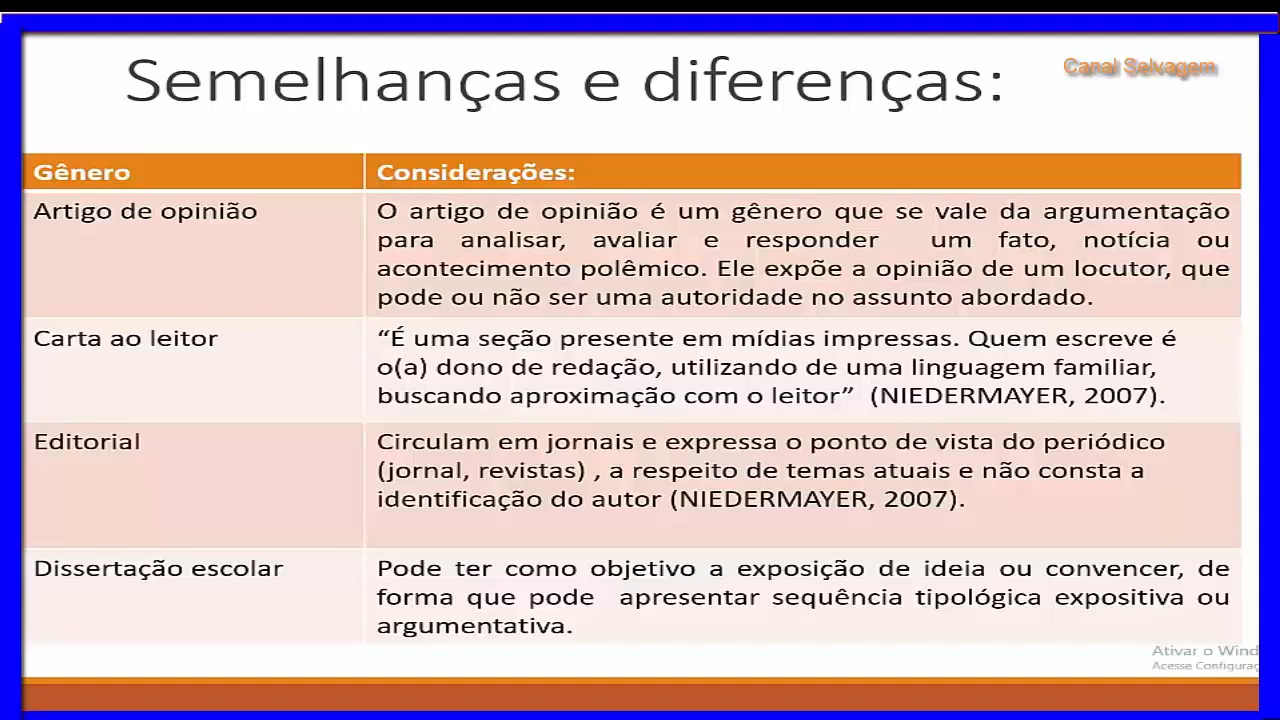 Semelhanças e diferenças:
Canal Selvagem
Gênero
Considerações:
Artigo de opinião
O artigo de opinião é um gênero que se vale da argumentação
para analisar, avaliar e responder um fato, notícia ou
acontecimento polêmico. Ele expõe a opinião de um locutor, que
pode ou não ser uma autoridade no assunto abordado.
Carta ao leitor
“É uma seção presente em mídias impressas. Quem escreve é
o(a) dono de redação, utilizando de uma linguagem familiar,
buscando aproximação com o leitor” (NIEDERMAYER, 2007).
Editorial
Circulam em jornais e expressa o ponto de vista do periódico
(jornal, revistas) , a respeito de temas atuais e não consta a
identificação do autor (NIEDERMAYER, 2007).
Dissertação escolar
Pode ter como objetivo a exposição de ideia ou convencer, de
forma que pode apresentar sequência tipológica expositiva ou
argumentativa.
Ativar o Wind
Acesse Configuraç